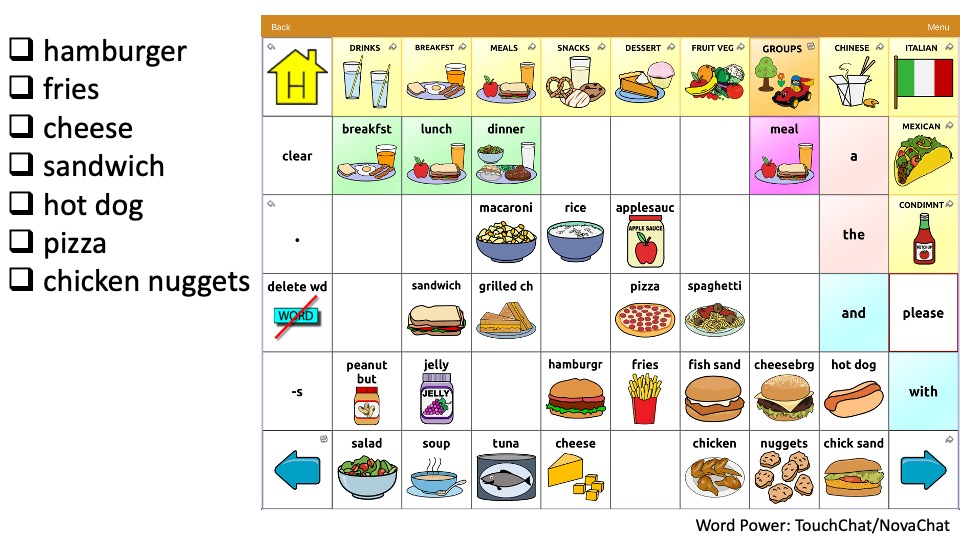 hamburger
fries
cheese
sandwich
hot dog
pizza
chicken nuggets
Back Menu
H DRINKS BREAKFST MEALS SNACKS DESSERT FRUIT VEG GROUPS CHINESE ITALIAN
clear breakfst lunch dinner meal a MEXICAN
. macaroni rice applesauc the CONDIMNT
APPLE SAUCE
KETCHUP
delete wd sandwich grilled ch pizza spaghetti and please
WORD
-s peanut but jelly hamburgr fries fish sand cheesebrg hot dog with
JELLY
salad soup tuna cheese chicken nuggets chick sand
Word Power: TouchChat/NovaChat